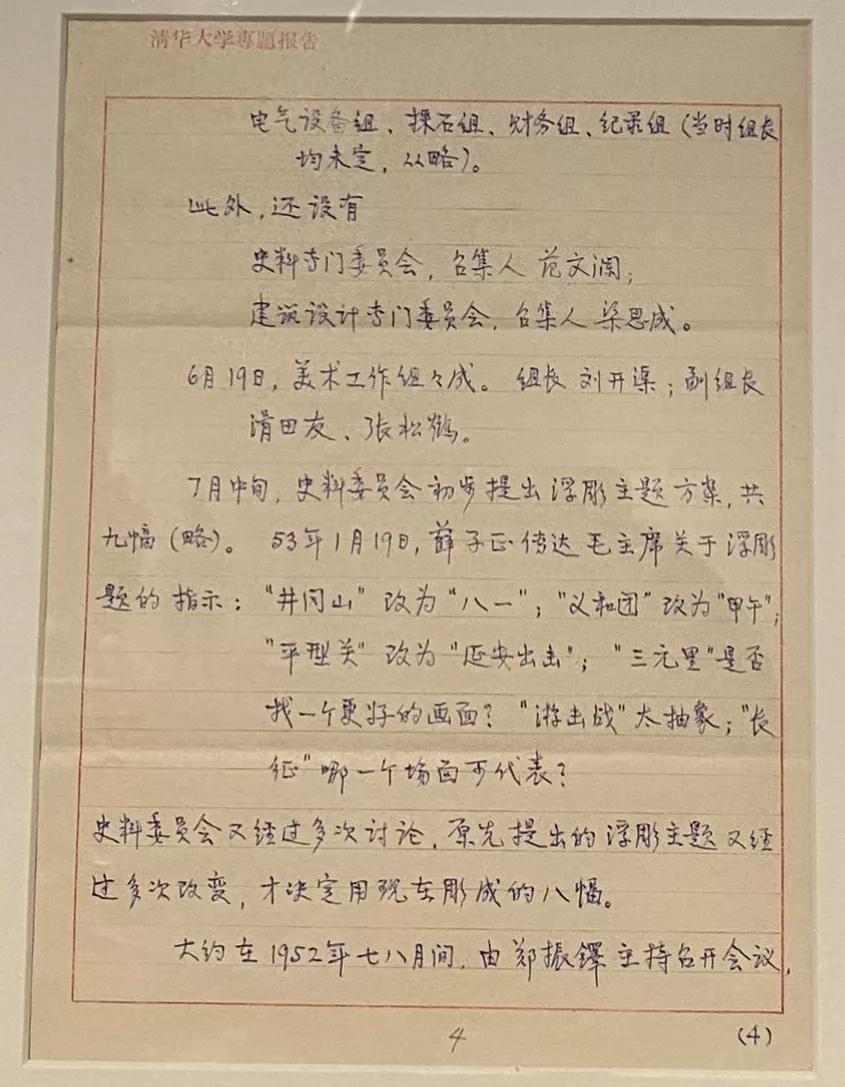 清华大学專題报告
电气设备组、採石组、财务组、纪录组(当时组长
均未定，从略)。
此外，还设有
史料专门委员会，召集人 范文澜；
建筑设计专门委员会，召集人 梁思成。
6月19日，美术工作组々成。 组长 刘开渠；副组长
滑田友、张松鹤。
7月中旬，史料委员会初步提出浮彫主题方案，共
九幅(略)。 53年1月19日，薛子正传达毛主席关于浮彫
题的指示："井冈山"改为"八一"；"义和团"改为"甲午"；
"平型关"改为"延安出击"；"三元里"是否
找一个更好的画面？"游击战"太抽象；"长
征"哪一个场面可代表？
史料委员会又经过多次讨论，原先提出的浮彫主题又经
过多次改变，才决定用现在彫成的八幅。
大约在1952年七八月间，由郑振铎主持召开会议，
4
(4)